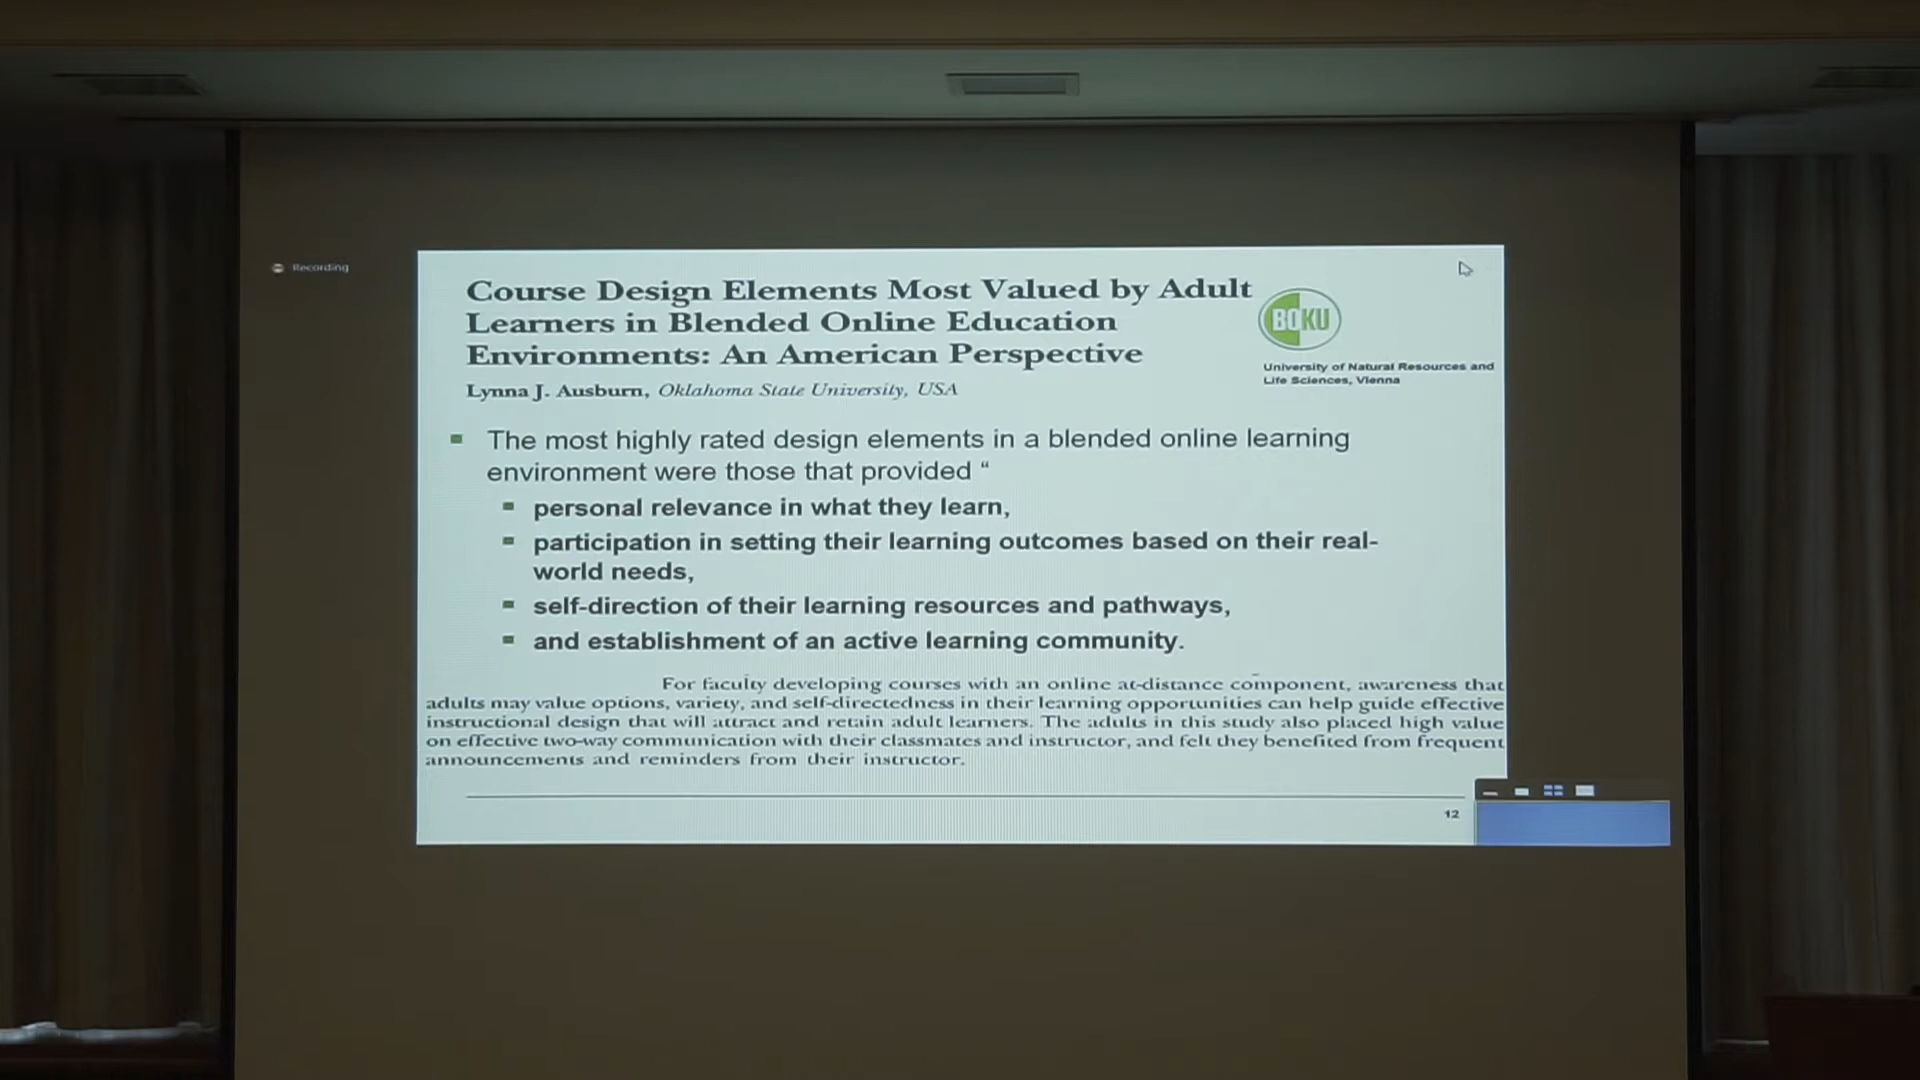 Recording
Course Design Elements Most Valued by Adult
Learners in Blended Online Education
Environments: An American Perspective
Lynna J. Ausburn, Oklahoma State University, USA
BOKU
University of Natural Resources and
Life Sciences, Vienna
The most highly rated design elements in a blended online learning
environment were those that provided “
personal relevance in what they learn,
participation in setting their learning outcomes based on their real-
world needs,
self-direction of their learning resources and pathways,
and establishment of an active learning community.
For faculty developing courses with an online at-distance component, awareness that
adults may value options, variety, and self-directedness in their learning opportunities can help guide effective
instructional design that will attract and retain adult learners. The adults in this study also placed high value
on effective two-way communication with their classmates and instructor, and felt they benefited from frequent
announcements and reminders from their instructor.
12